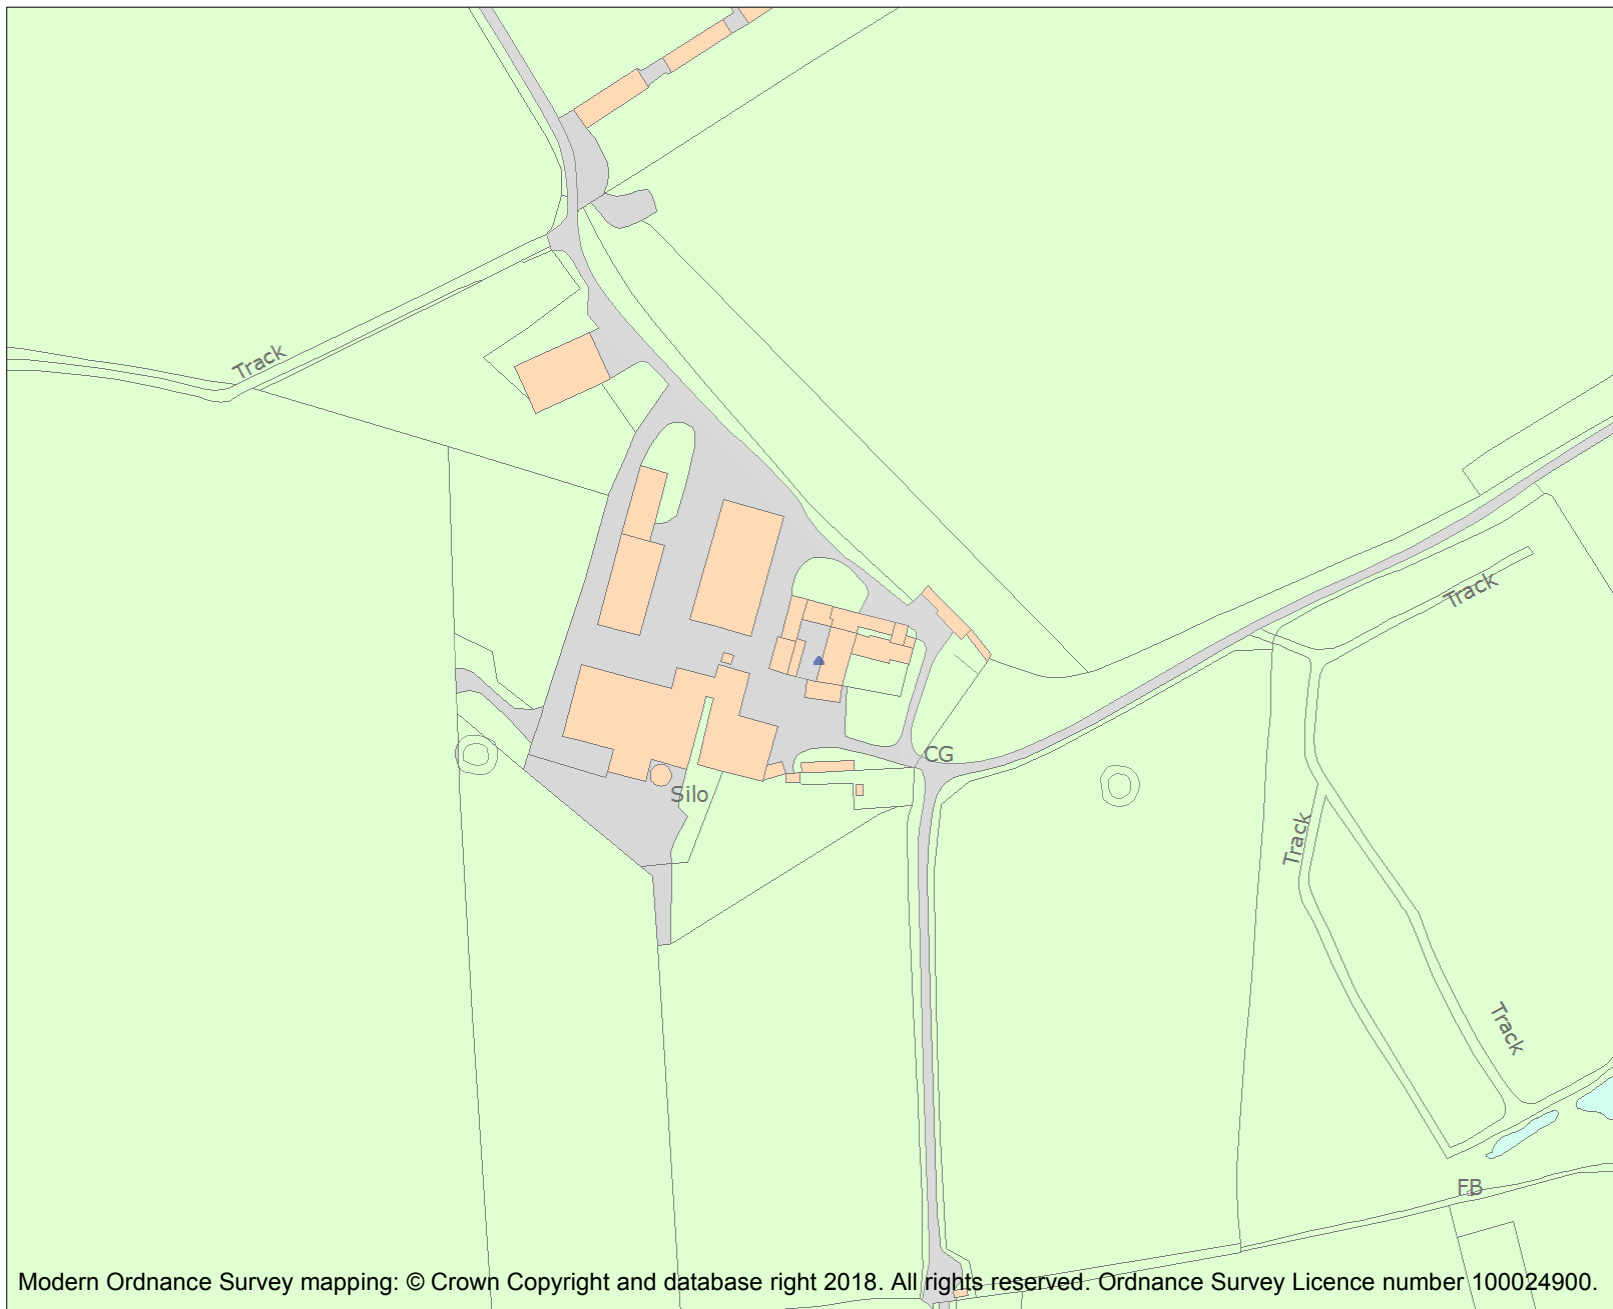 Track
Track
CG
Silo
Track
Track
FB
Modern Ordnance Survey mapping: © Crown Copyright and database right 2018. All rights reserved. Ordnance Survey Licence number 100024900.